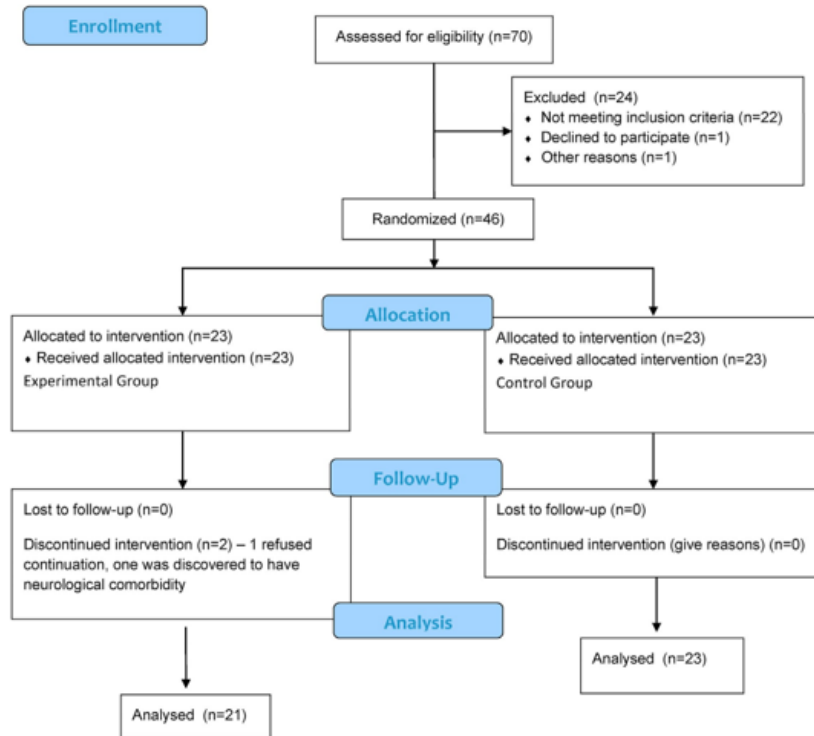 Enrollment
Assessed for eligibility (n=70)
Excluded (n=24)
♦ Not meeting inclusion criteria (n=22)
♦ Declined to participate (n=1)
♦ Other reasons (n=1)
Randomized (n=46)
Allocation
Allocated to intervention (n=23)
♦ Received allocated intervention (n=23)
Experimental Group
Allocated to intervention (n=23)
♦ Received allocated intervention (n=23)
Control Group
Follow-Up
Lost to follow-up (n=0)
Discontinued intervention (n=2) – 1 refused
continuation, one was discovered to have
neurological comorbidity
Lost to follow-up (n=0)
Discontinued intervention (give reasons) (n=0)
Analysis
Analysed (n=21)
Analysed (n=23)